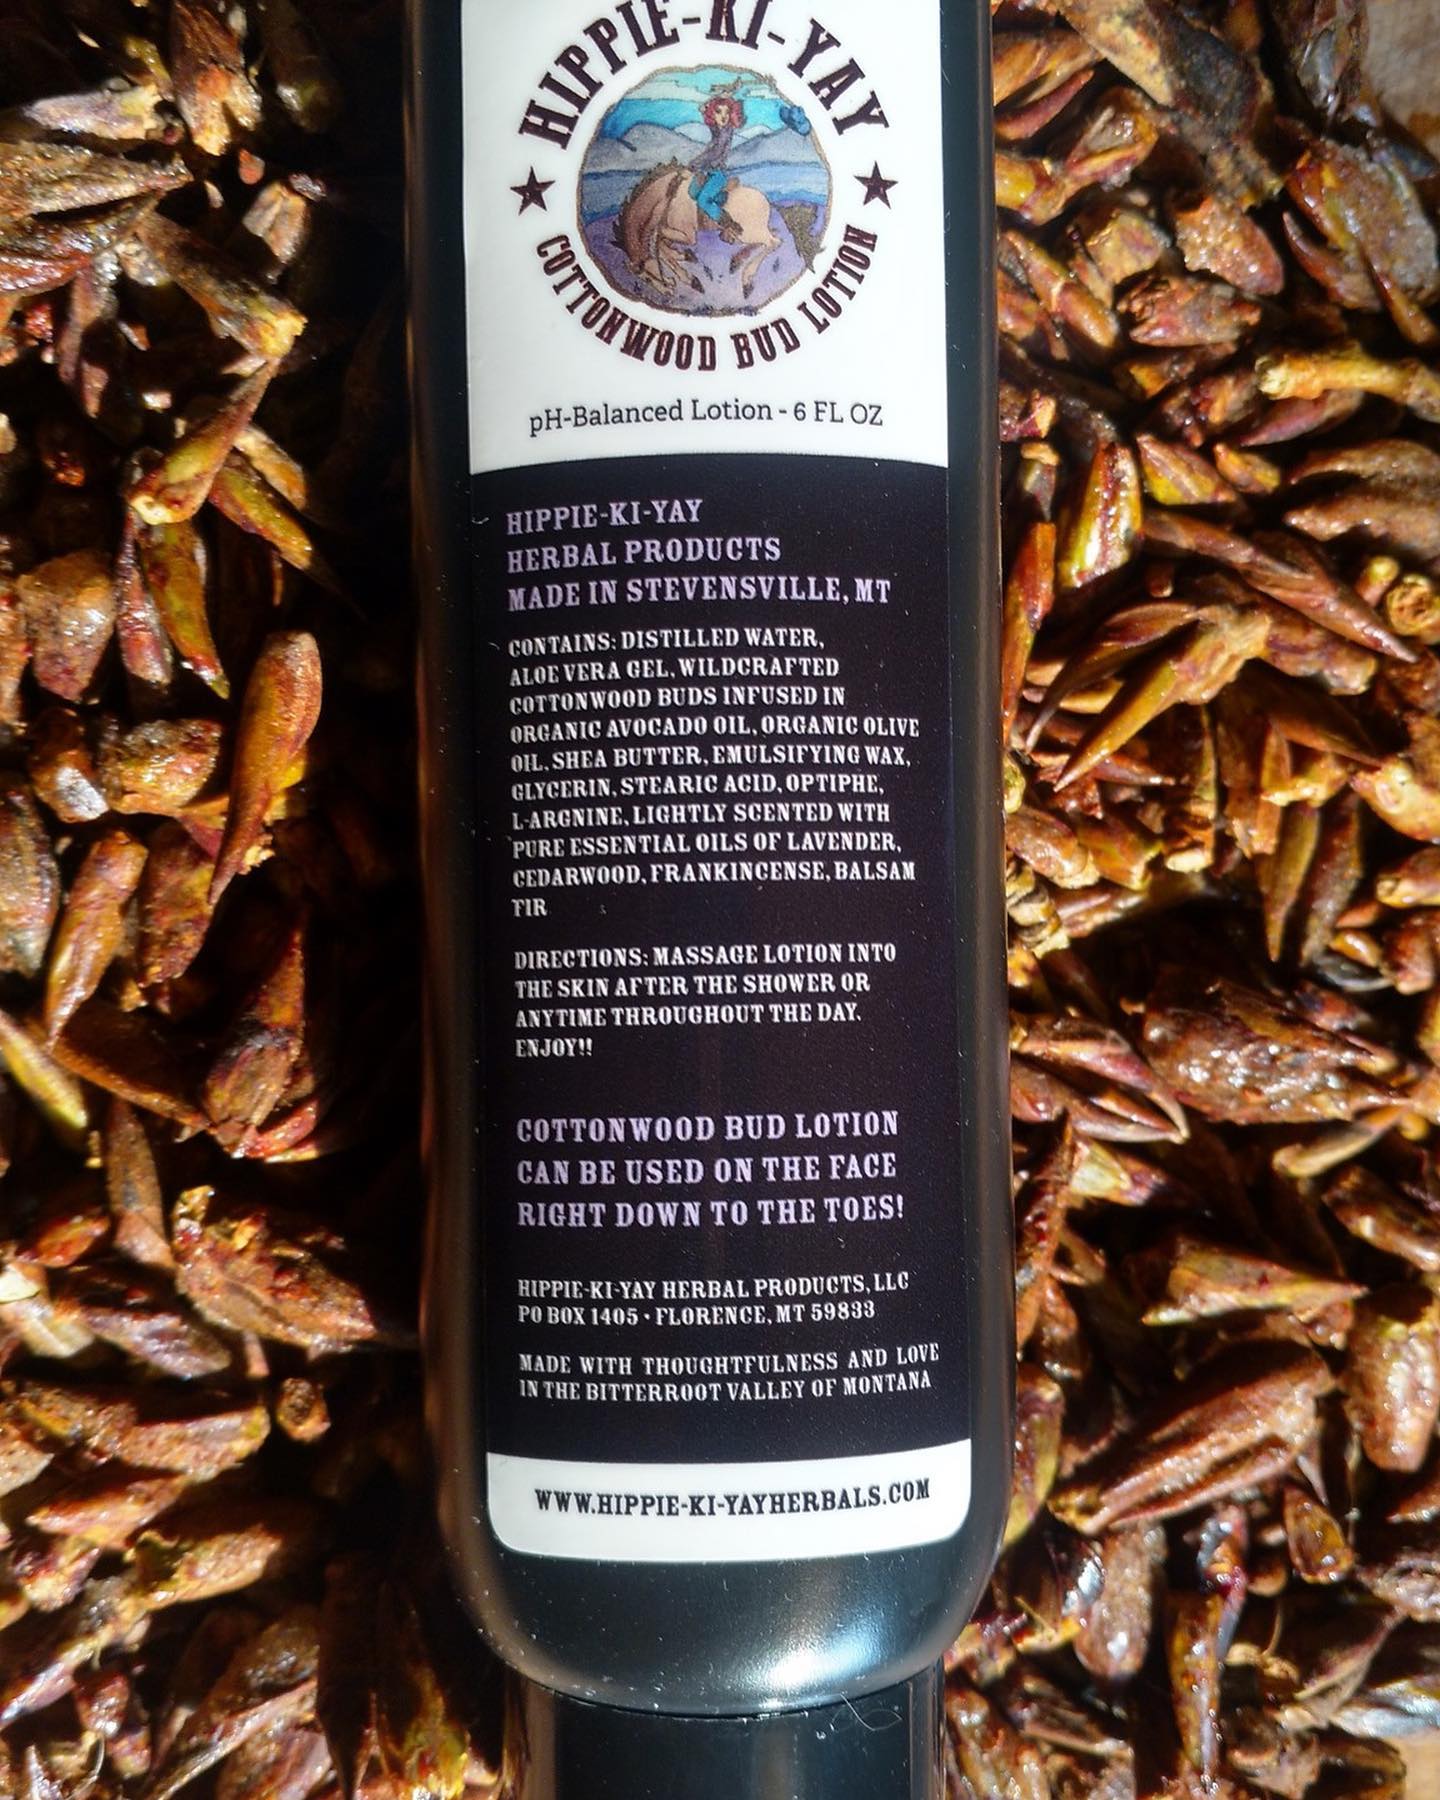 HIPPIE-KI-YAY
COTTONWOOD BUD LOTION
pH-Balanced Lotion - 6 FL OZ
HIPPIE-KI-YAY
HERBAL PRODUCTS
MADE IN STEVENSVILLE, MT
CONTAINS: DISTILLED WATER,
ALOE VERA GEL, WILDCRAFTED
COTTONWOOD BUDS INFUSED IN
ORGANIC AVOCADO OIL, ORGANIC OLIVE
OIL, SHEA BUTTER, EMULSIFYING WAX,
GLYCERIN, STEARIC ACID, OPTIPHE,
L-ARGNINE, LIGHTLY SCENTED WITH
PURE ESSENTIAL OILS OF LAVENDER,
CEDARWOOD, FRANKINCENSE, BALSAM
TIR
DIRECTIONS: MASSAGE LOTION INTO
THE SKIN AFTER THE SHOWER OR
ANYTIME THROUGHOUT THE DAY.
ENJOY!!
COTTONWOOD BUD LOTION
CAN BE USED ON THE FACE
RIGHT DOWN TO THE TOES!
HIPPIE-KI-YAY HERBAL PRODUCTS, LLC
PO BOX 1405 • FLORENCE, MT 59833
MADE WITH THOUGHTFULNESS AND LOVE
IN THE BITTERROOT VALLEY OF MONTANA
WWW.HIPPIE-KI-YAYHERBALS.COM